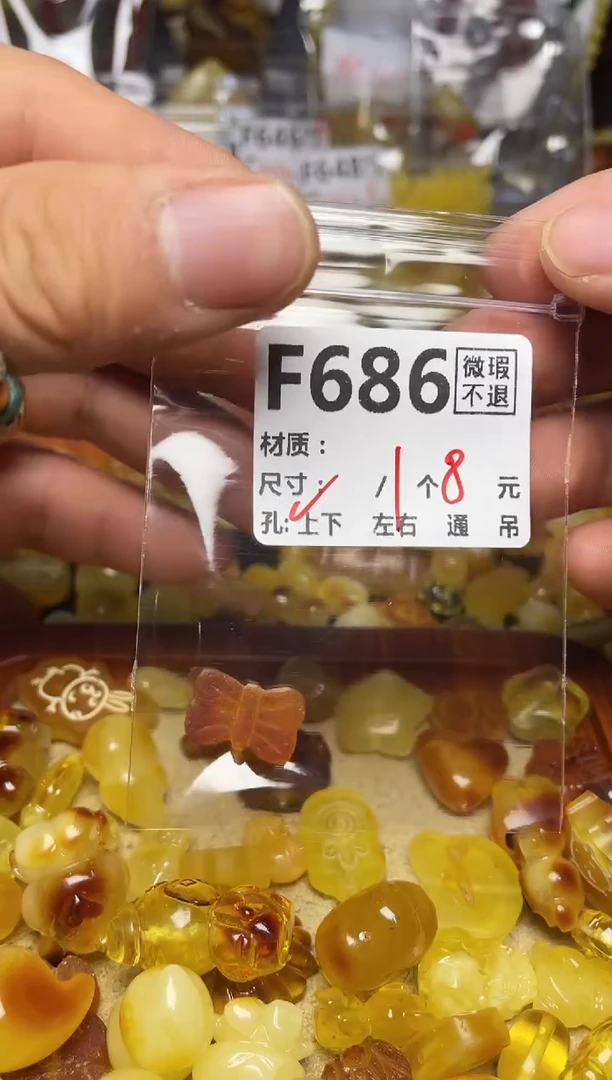 F686 微瑕不退
材质：
尺寸： / 1 个 8 元
孔: 上下 左右 通 吊